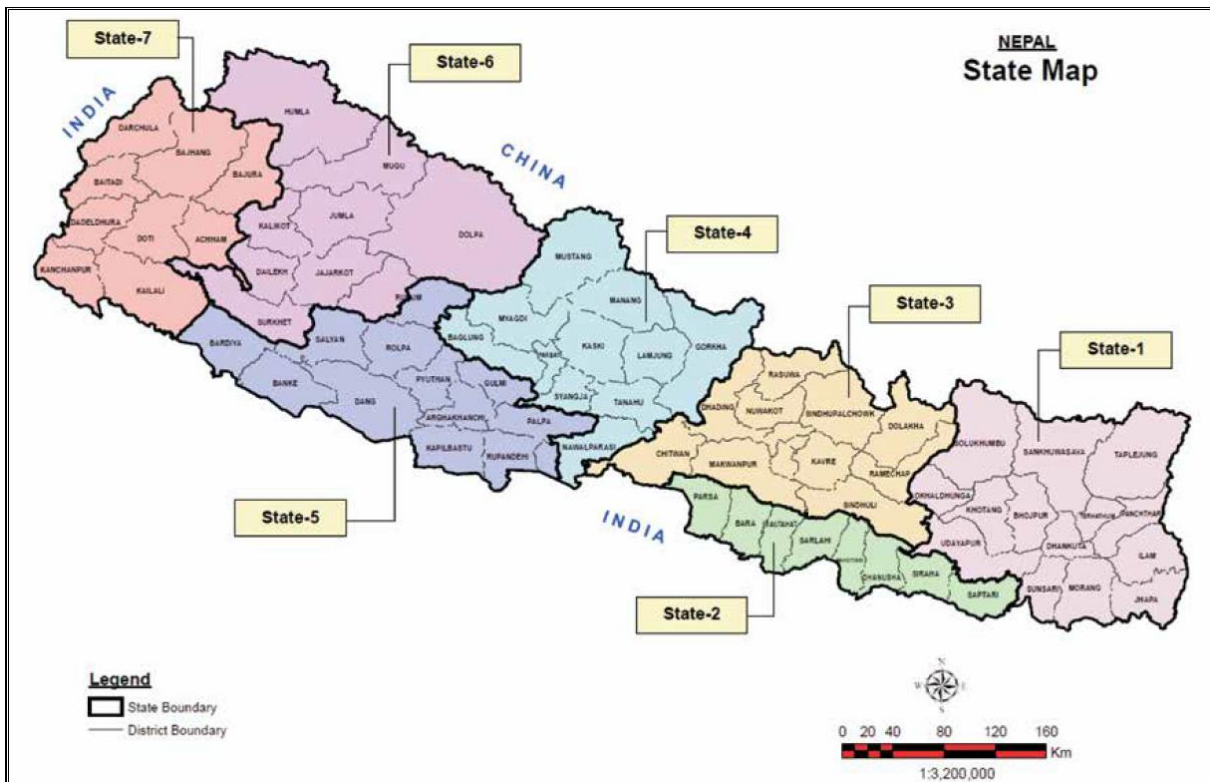 NEPAL
State Map
State-7
State-6
INDIA
CHINA
HUMLA
DARCHULA
BAJHANG
MUGU
BAJURA
BAITADI
JUMLA
KALIKOT
DADELDHURA
DOTI
ACHHAM
DOLPA
State-4
MUSTANG
KANCHANPUR
KAILALI
DAILEKH
JAJARKOT
MANANG
State-3
SURKHET
MYAGDI
BAGLUNG
KASKI
LAMJUNG
GORKHA
State-1
BARDIYA
SALYAN
ROLPA
RASUWA
BANKE
DANG
PYUTHAN
GULMI
SYANGJA
TANAHU
DHADING
NUWAKOT
SINDHUPALCHOWK
DOLAKHA
ARGHAKHANCHI
PALPA
SOLUKHUMBU
SANKHUWASAVA
TAPLEJUNG
KAPILBASTU
RUPANDEHI
NAWALPARASI
CHITWAN
MAKWANPUR
KAVRE
RAMECHAP
PARSA
SINDHULI
OKHALDHUNGA
KHOTANG
BHOJPUR
PANCHTHAR
State-5
INDIA
BARA
SARLAHI
UDAYAPUR
DHANKUTA
ILAM
DHANUSHA
SIRAHA
SAPTARI
SUNSARI
MORANG
JHAPA
State-2
Legend
State Boundary
District Boundary
N
W E
S
0 20 40 80 120 160
Km
1:3,200,000